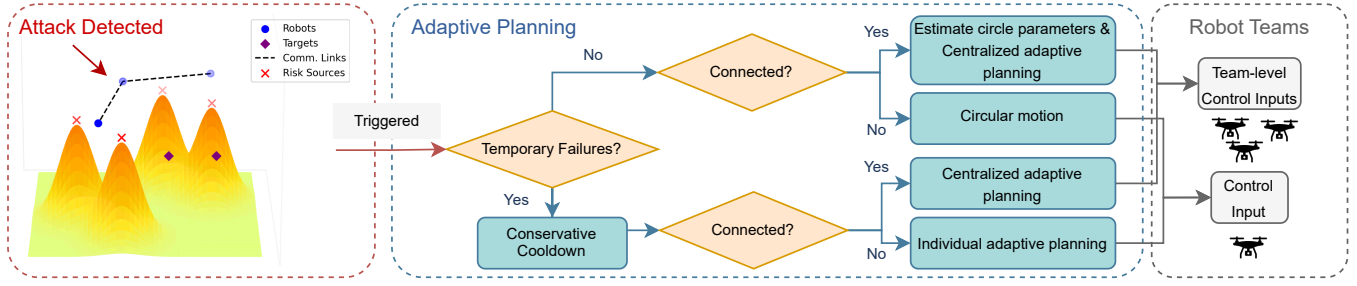 Attack Detected
Robots
Targets
Comm. Links
Risk Sources
Triggered
Adaptive Planning
Temporary Failures?
No
Yes
Connected?
Yes
No
Estimate circle parameters &
Centralized adaptive
planning
Circular motion
Conservative
Cooldown
Connected?
Yes
No
Centralized adaptive
planning
Individual adaptive planning
Robot Teams
Team-level
Control Inputs
Control
Input